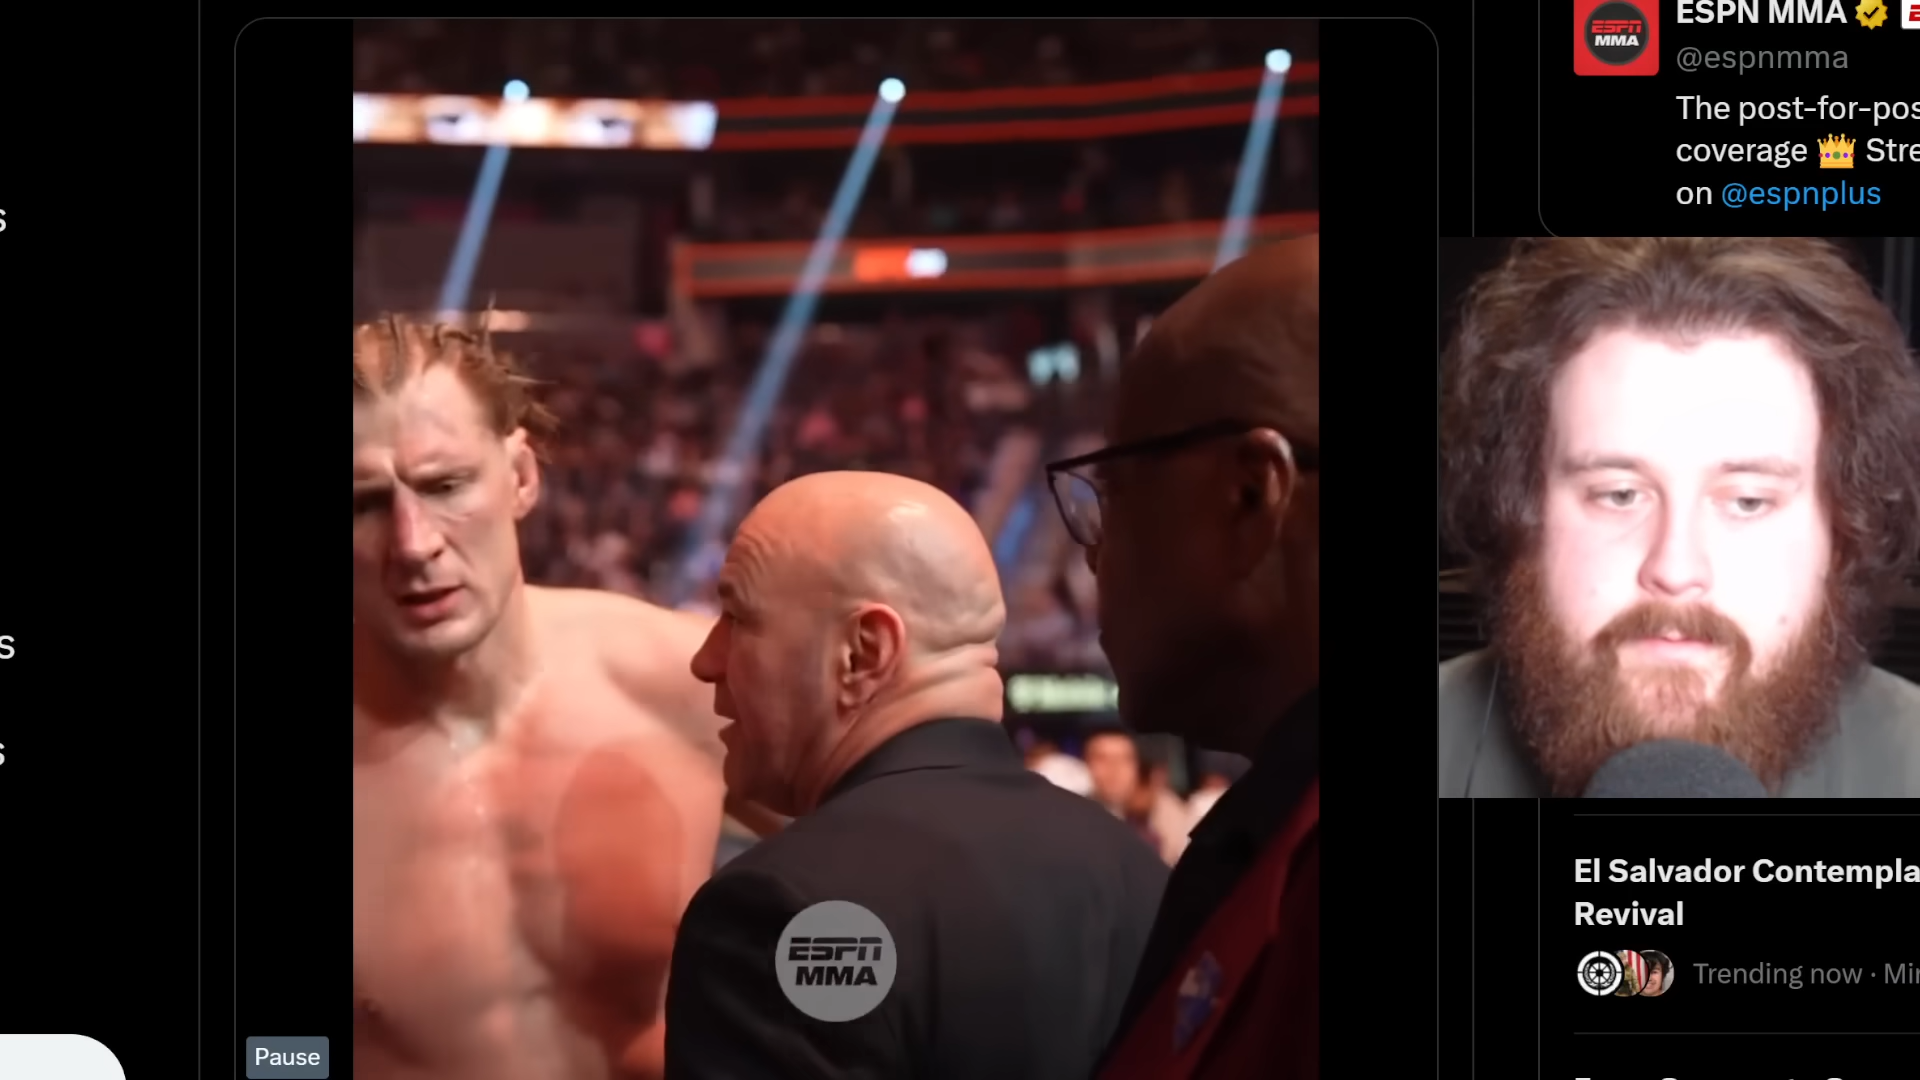 ESPN MMA
ESPN
MMA
@espnmma
The post-for-pos
coverage 👑 Stre
on @espnplus
S
S
S
ESPN
MMA
El Salvador Contempla
Revival
Trending now · Mi
Pause